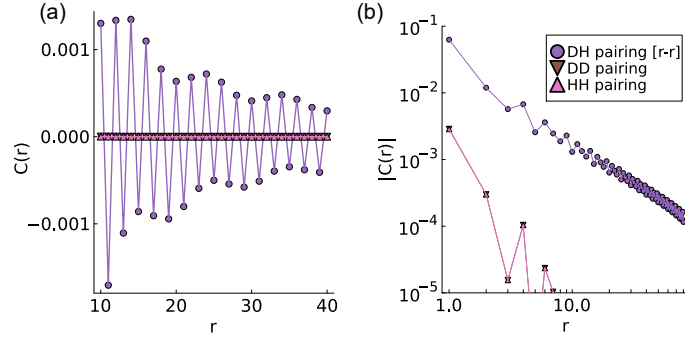 (a)
0.001
0.000
−0.001
C(r)
10
20
30
40
r
(b)
10⁻¹
10⁻²
10⁻³
10⁻⁴
10⁻⁵
|C(r)|
DH pairing [r-r]
DD pairing
HH pairing
1.0
10.0
r